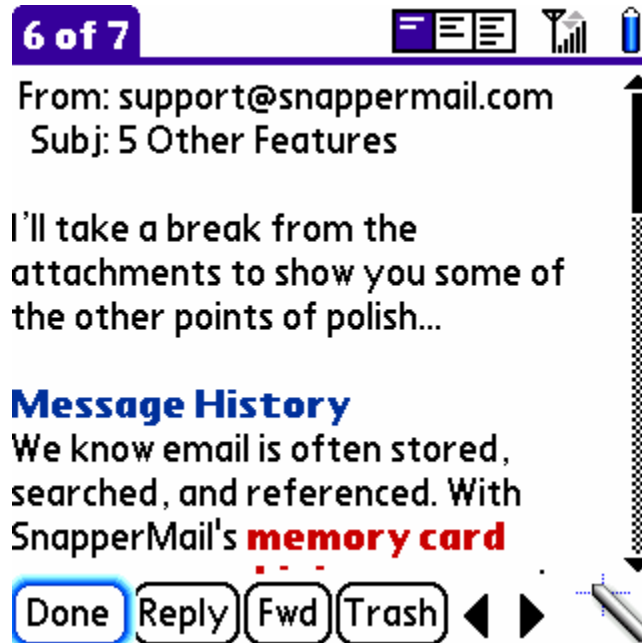 6 of 7
From: support@snappermail.com
Subj: 5 Other Features
I'll take a break from the
attachments to show you some of
the other points of polish...
Message History
We know email is often stored,
searched, and referenced. With
SnapperMail's memory card
Done Reply Fwd Trash